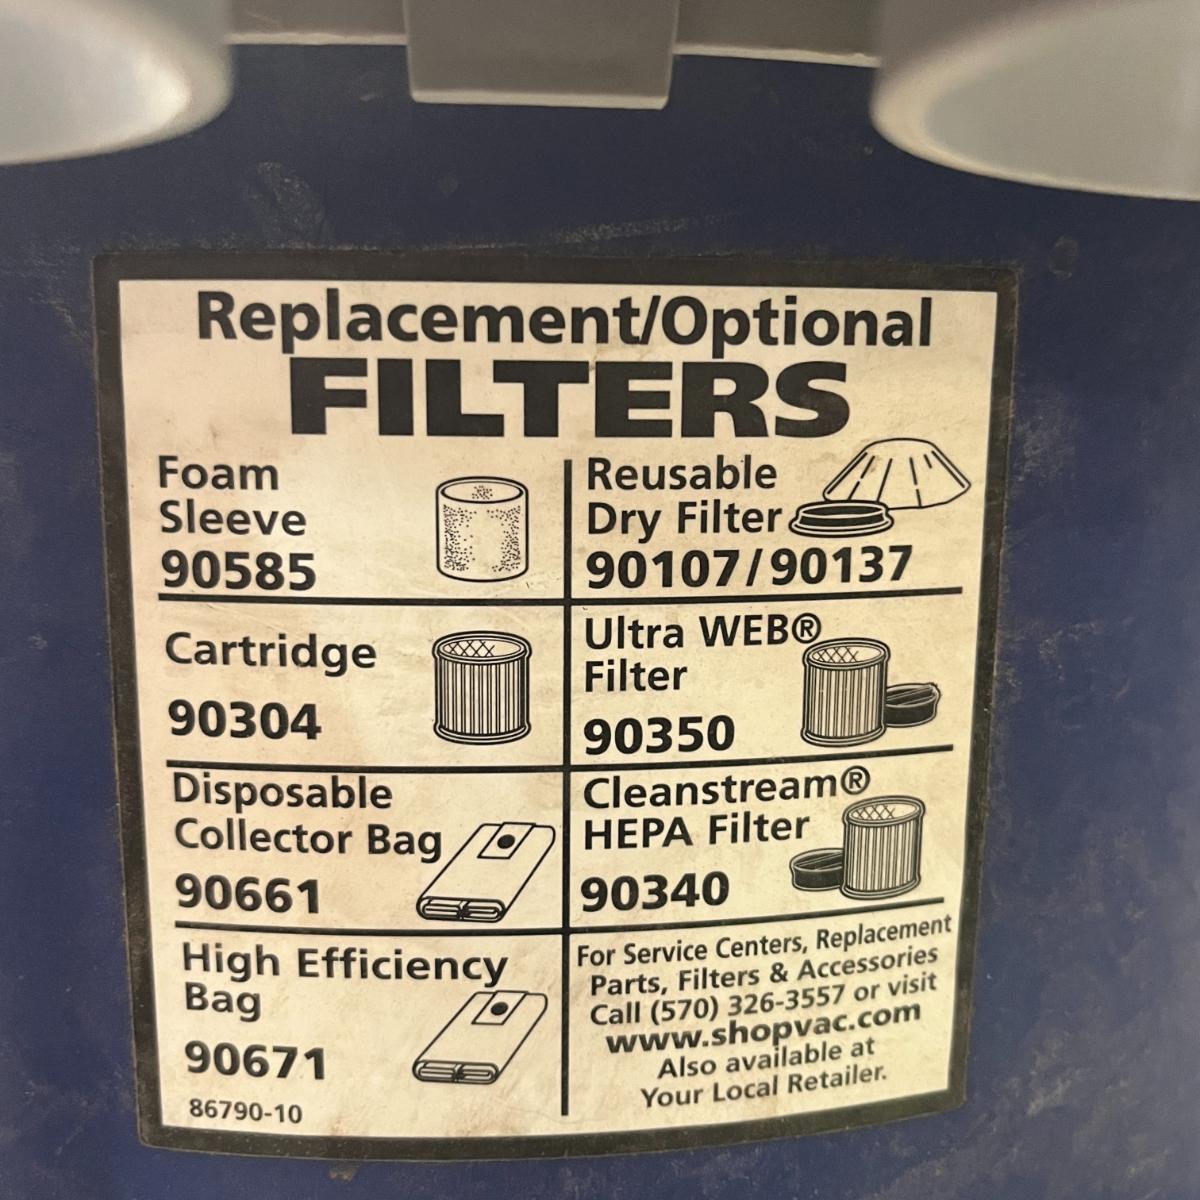 Replacement/Optional
FILTERS
Foam
Sleeve
90585
Reusable
Dry Filter
90107/90137
Cartridge
90304
Ultra WEB®
Filter
90350
Disposable
Collector Bag
90661
Cleanstream®
HEPA Filter
90340
High Efficiency
Bag
90671
86790-10
For Service Centers, Replacement
Parts, Filters & Accessories
Call (570) 326-3557 or visit
www.shopvac.com
Also available at
Your Local Retailer.